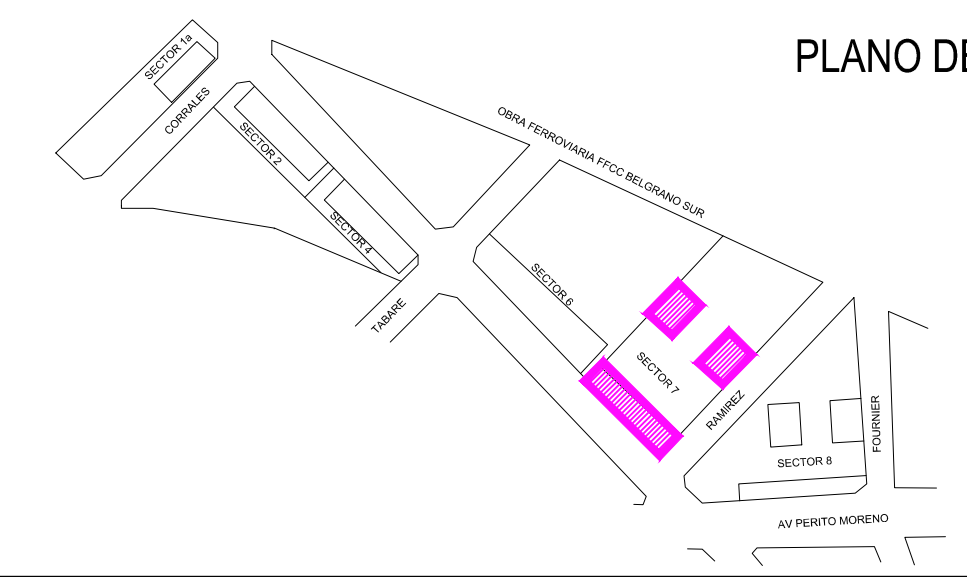 PLANO DE
SECTOR 1a
CORRALES
SECTOR 2
SECTOR 4
TABARE
OBRA FERROVIARIA FFCC BELGRANO SUR
SECTOR 6
SECTOR 7
RAMIREZ
SECTOR 8
FOURNIER
AV PERITO MORENO